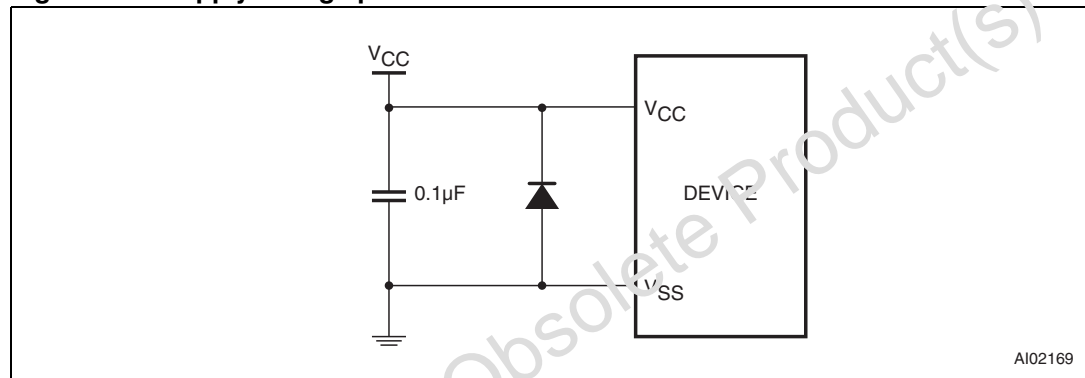 VCC
VCC
0.1µF
DEVICE
VSS
Obsolete Product(s)
AI02169